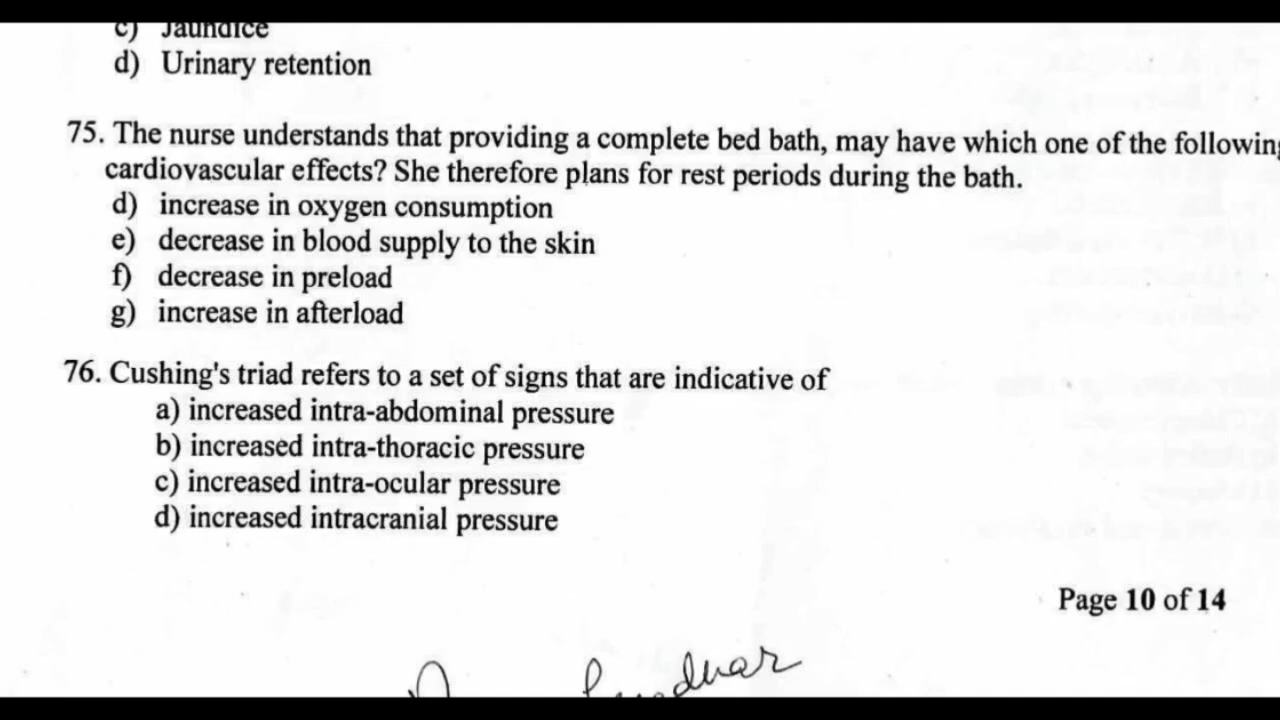 c) Jaundice
d) Urinary retention
75. The nurse understands that providing a complete bed bath, may have which one of the following
cardiovascular effects? She therefore plans for rest periods during the bath.
d) increase in oxygen consumption
e) decrease in blood supply to the skin
f) decrease in preload
g) increase in afterload
76. Cushing's triad refers to a set of signs that are indicative of
a) increased intra-abdominal pressure
b) increased intra-thoracic pressure
c) increased intra-ocular pressure
d) increased intracranial pressure
Page 10 of 14